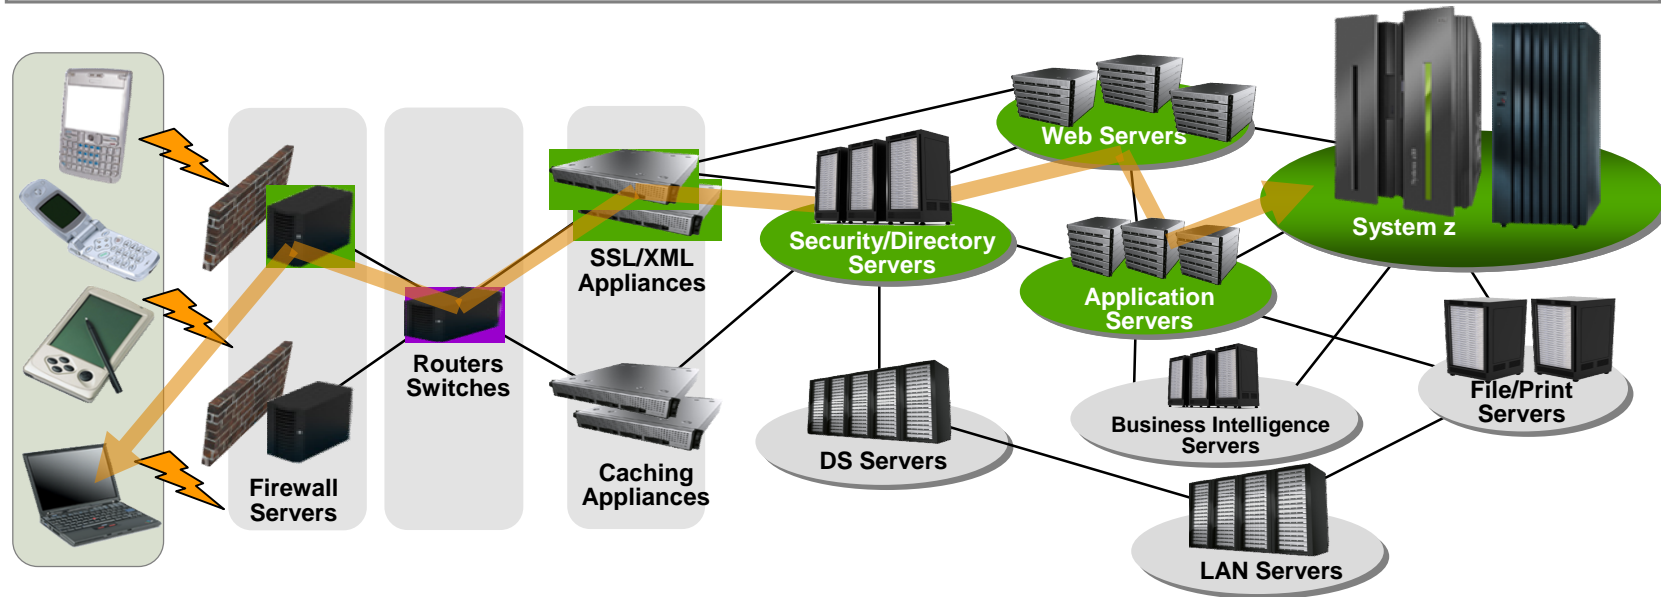 Web Servers
System z
Security/Directory
Servers
SSL/XML
Appliances
Application
Servers
Routers
Switches
File/Print
Servers
Business Intelligence
Servers
DS Servers
Caching
Appliances
Firewall
Servers
LAN Servers